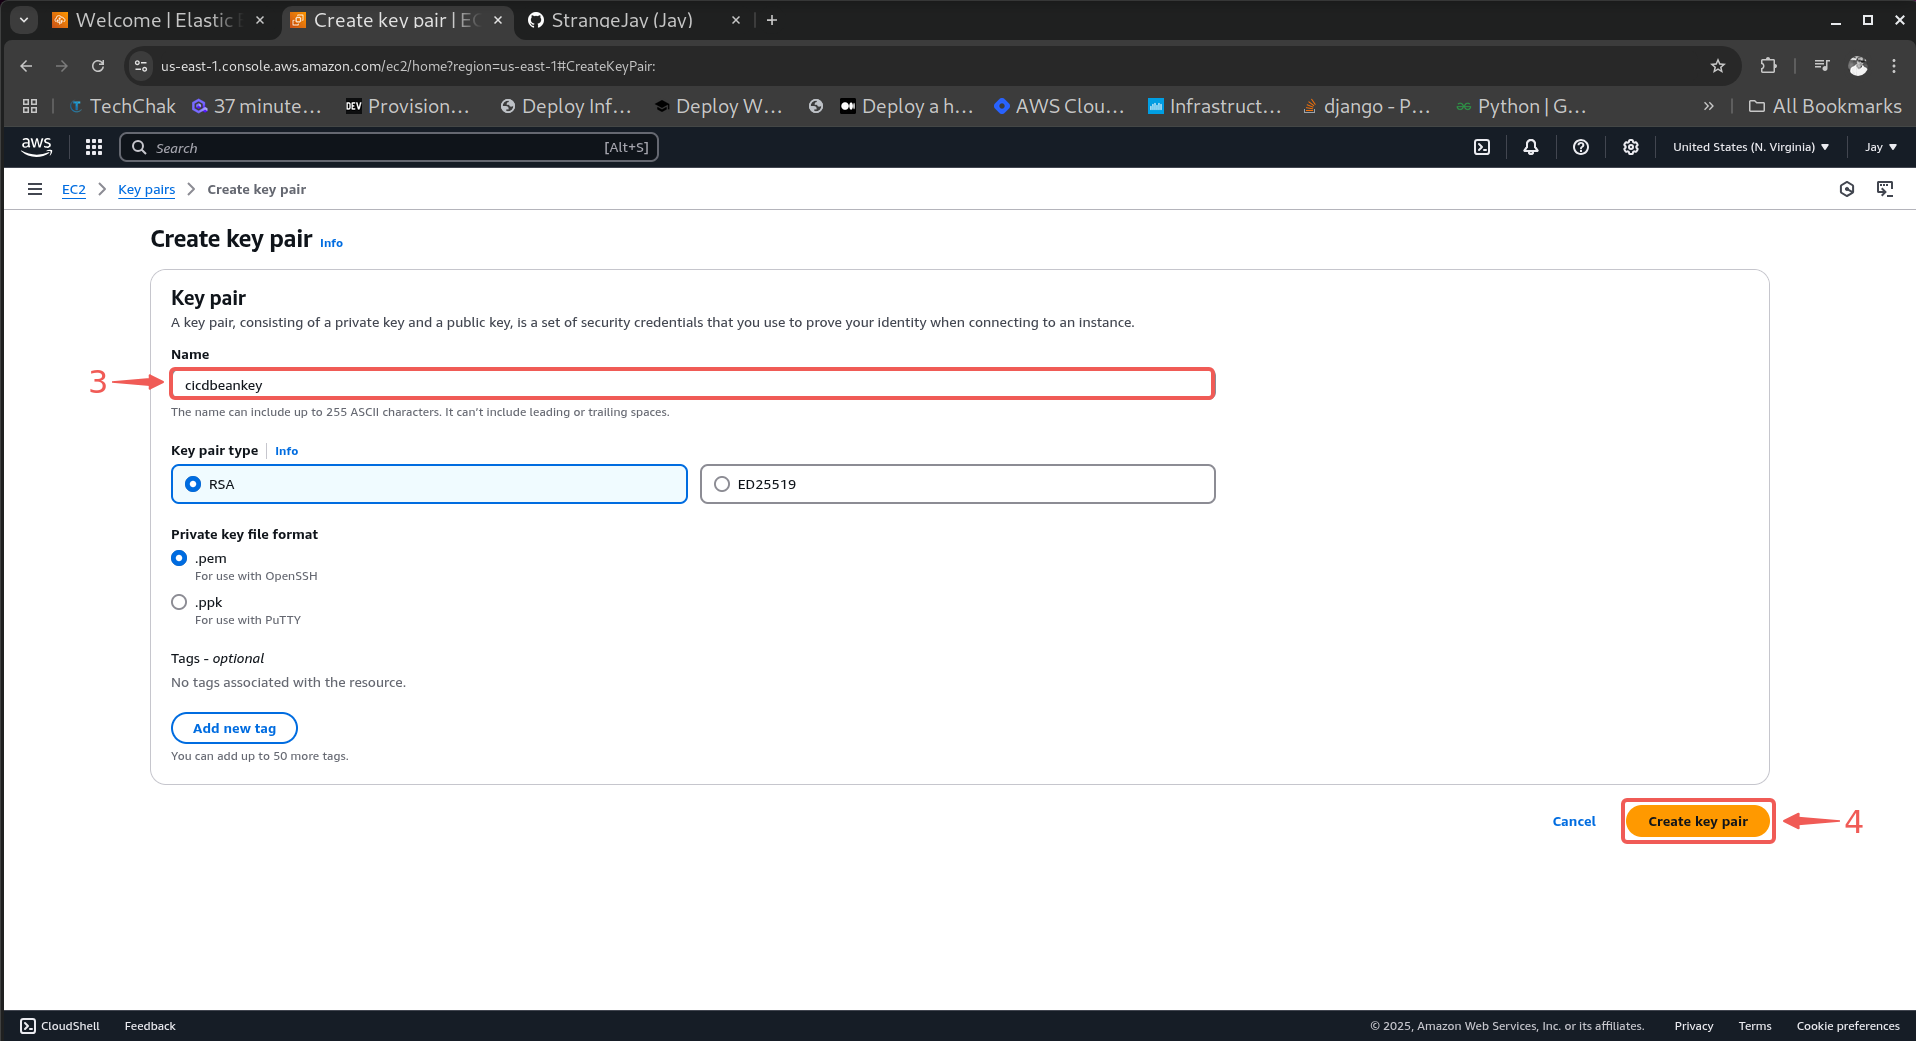 Welcome | Elastic
Create key pair | EC
StrangeJay (Jay)
us-east-1.console.aws.amazon.com/ec2/home?region=us-east-1#CreateKeyPair:
TechChak
37 minute...
DEV Provision...
Deploy Inf...
Deploy W...
Deploy a h...
AWS Clou...
Infrastruct...
django - P...
Python | G...
»
All Bookmarks
aws
Search
[Alt+S]
United States (N. Virginia)
Jay
EC2
Key pairs
Create key pair
Create key pair Info
Key pair
A key pair, consisting of a private key and a public key, is a set of security credentials that you use to prove your identity when connecting to an instance.
Name
3
cicdbeankey
The name can include up to 255 ASCII characters. It can't include leading or trailing spaces.
Key pair type Info
RSA
ED25519
Private key file format
.pem
For use with OpenSSH
.ppk
For use with PuTTY
Tags - optional
No tags associated with the resource.
Add new tag
You can add up to 50 more tags.
Cancel
Create key pair
4
CloudShell
Feedback
© 2025, Amazon Web Services, Inc. or its affiliates.
Privacy
Terms
Cookie preferences